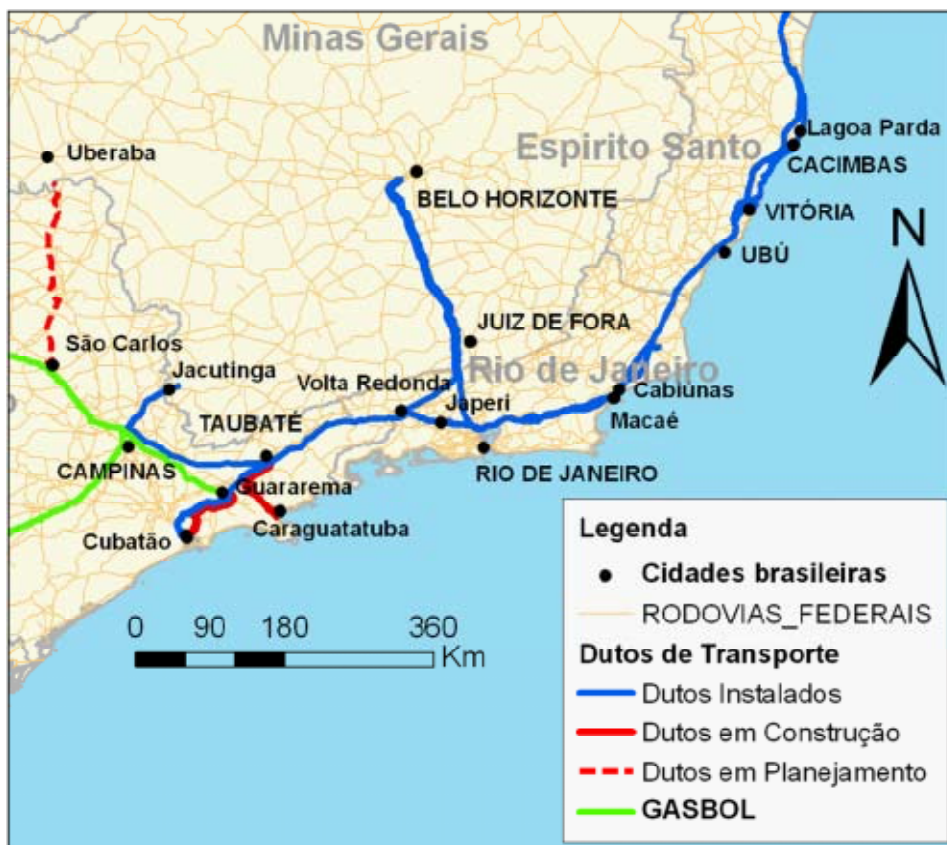 Minas Gerais
Lagoa Parda
Espirito Santo
CACIMBAS
Uberaba
BELO HORIZONTE
VITÓRIA
UBÚ
N
São Carlos
JUIZ DE FORA
Jacutinga
Volta Redonda
Rio de Janeiro
Cabiúnas
Japeri
Macaé
TAUBATÉ
CAMPINAS
RIO DE JANEIRO
Guararema
Caraguatatuba
Cubatão
0 90 180 360
Km
Legenda
Cidades brasileiras
RODOVIAS_FEDERAIS
Dutos de Transporte
Dutos Instalados
Dutos em Construção
Dutos em Planejamento
GASBOL